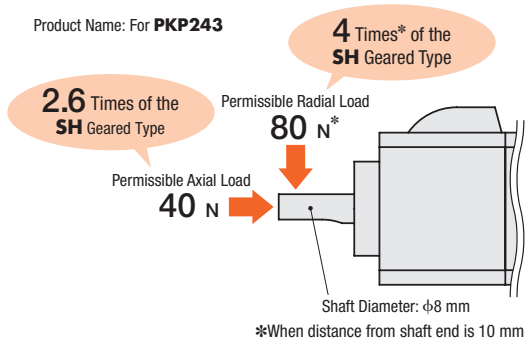 Product Name: For PKP243
4 Times* of the
SH Geared Type
2.6 Times of the
SH Geared Type
Permissible Radial Load
80 N*
Permissible Axial Load
40 N
Shaft Diameter: ϕ8 mm
*When distance from shaft end is 10 mm